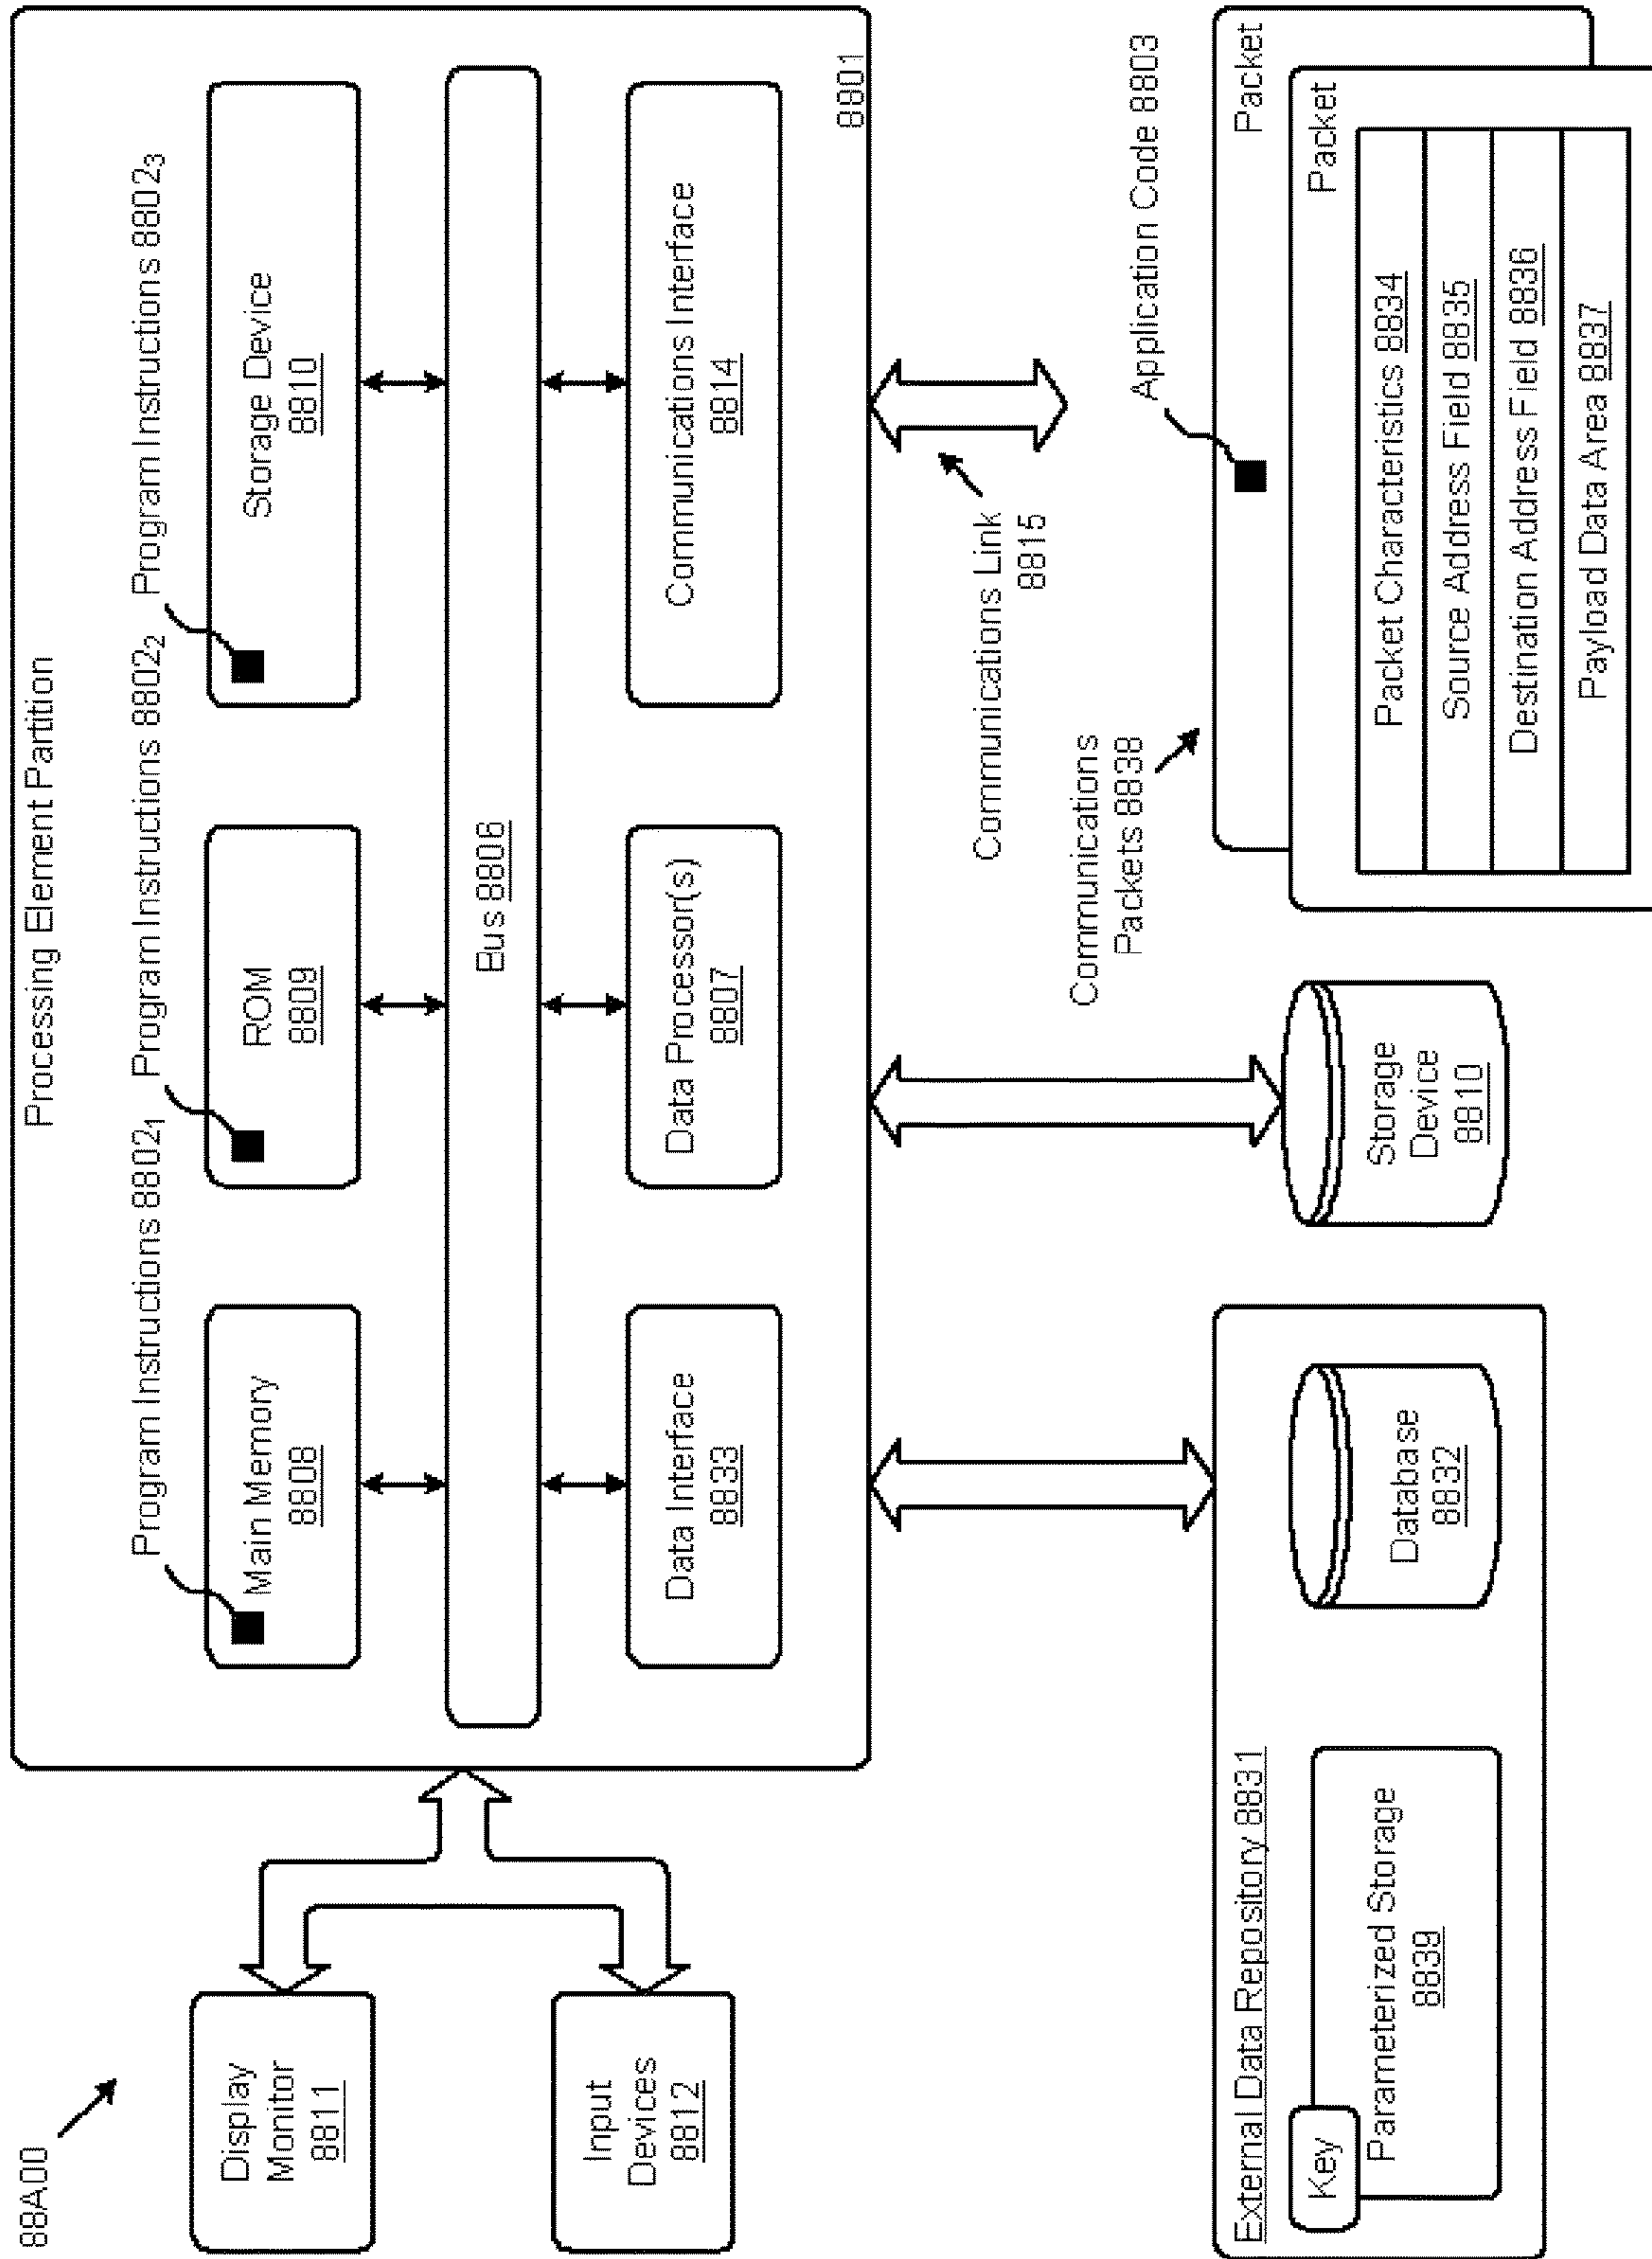 88A00
Processing Element Partition
Program Instructions 8802₁
Program Instructions 8802₂
Program Instructions 8802₃
Display
Monitor
8811
Main Memory
8808
ROM
8809
Storage Device
8810
Bus 8806
Input
Devices
8812
Data Interface
8833
Data Processor(s)
8807
Communications Interface
8814
8801
Communications Link
8815
Communications
Packets 8838
Application Code 8803
External Data Repository 8831
Key
Parameterized Storage
8839
Database
8832
Storage
Device
8810
Packet
Packet
Packet Characteristics 8834
Source Address Field 8835
Destination Address Field 8836
Payload Data Area 8837